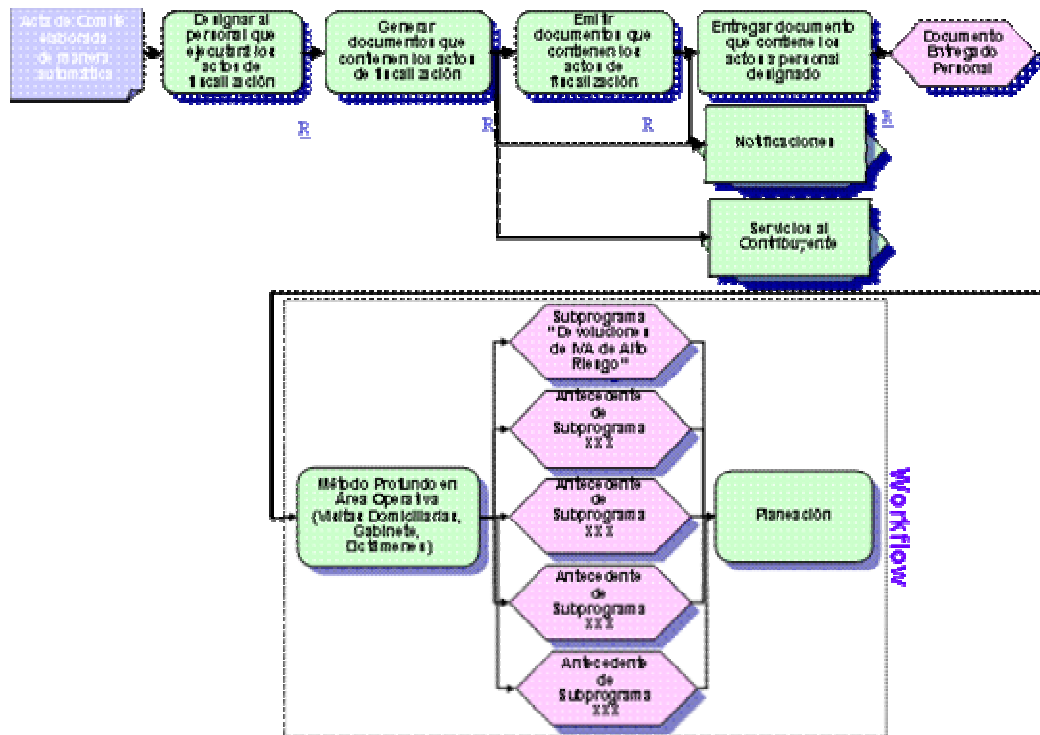 Acta de Comité
elaborada
de manera
automática
Designar al
personal que
ejecutará los
actos de
fiscalización
Generar
documentos que
contienen los actos
de fiscalización
Emitir
documentos que
contienen los
actos de
fiscalización
Entregar documento
que contiene los
actos a personal
designado
Documento
Entregado
Personal
R
R
R
R
Notificaciones
Servicios al
Contribuyente
Subprograma
"Devoluciones
de IVA de Alto
Riesgo"
Antecedente
de
Subprograma
XXX
Método Profundo en
Área Operativa
(Visitas Domiciliarias,
Gabinete,
Dictámenes)
Antecedente
de
Subprograma
XXX
Planeación
Workflow
Antecedente
de
Subprograma
XXX
Antecedente
de
Subprograma
XXX